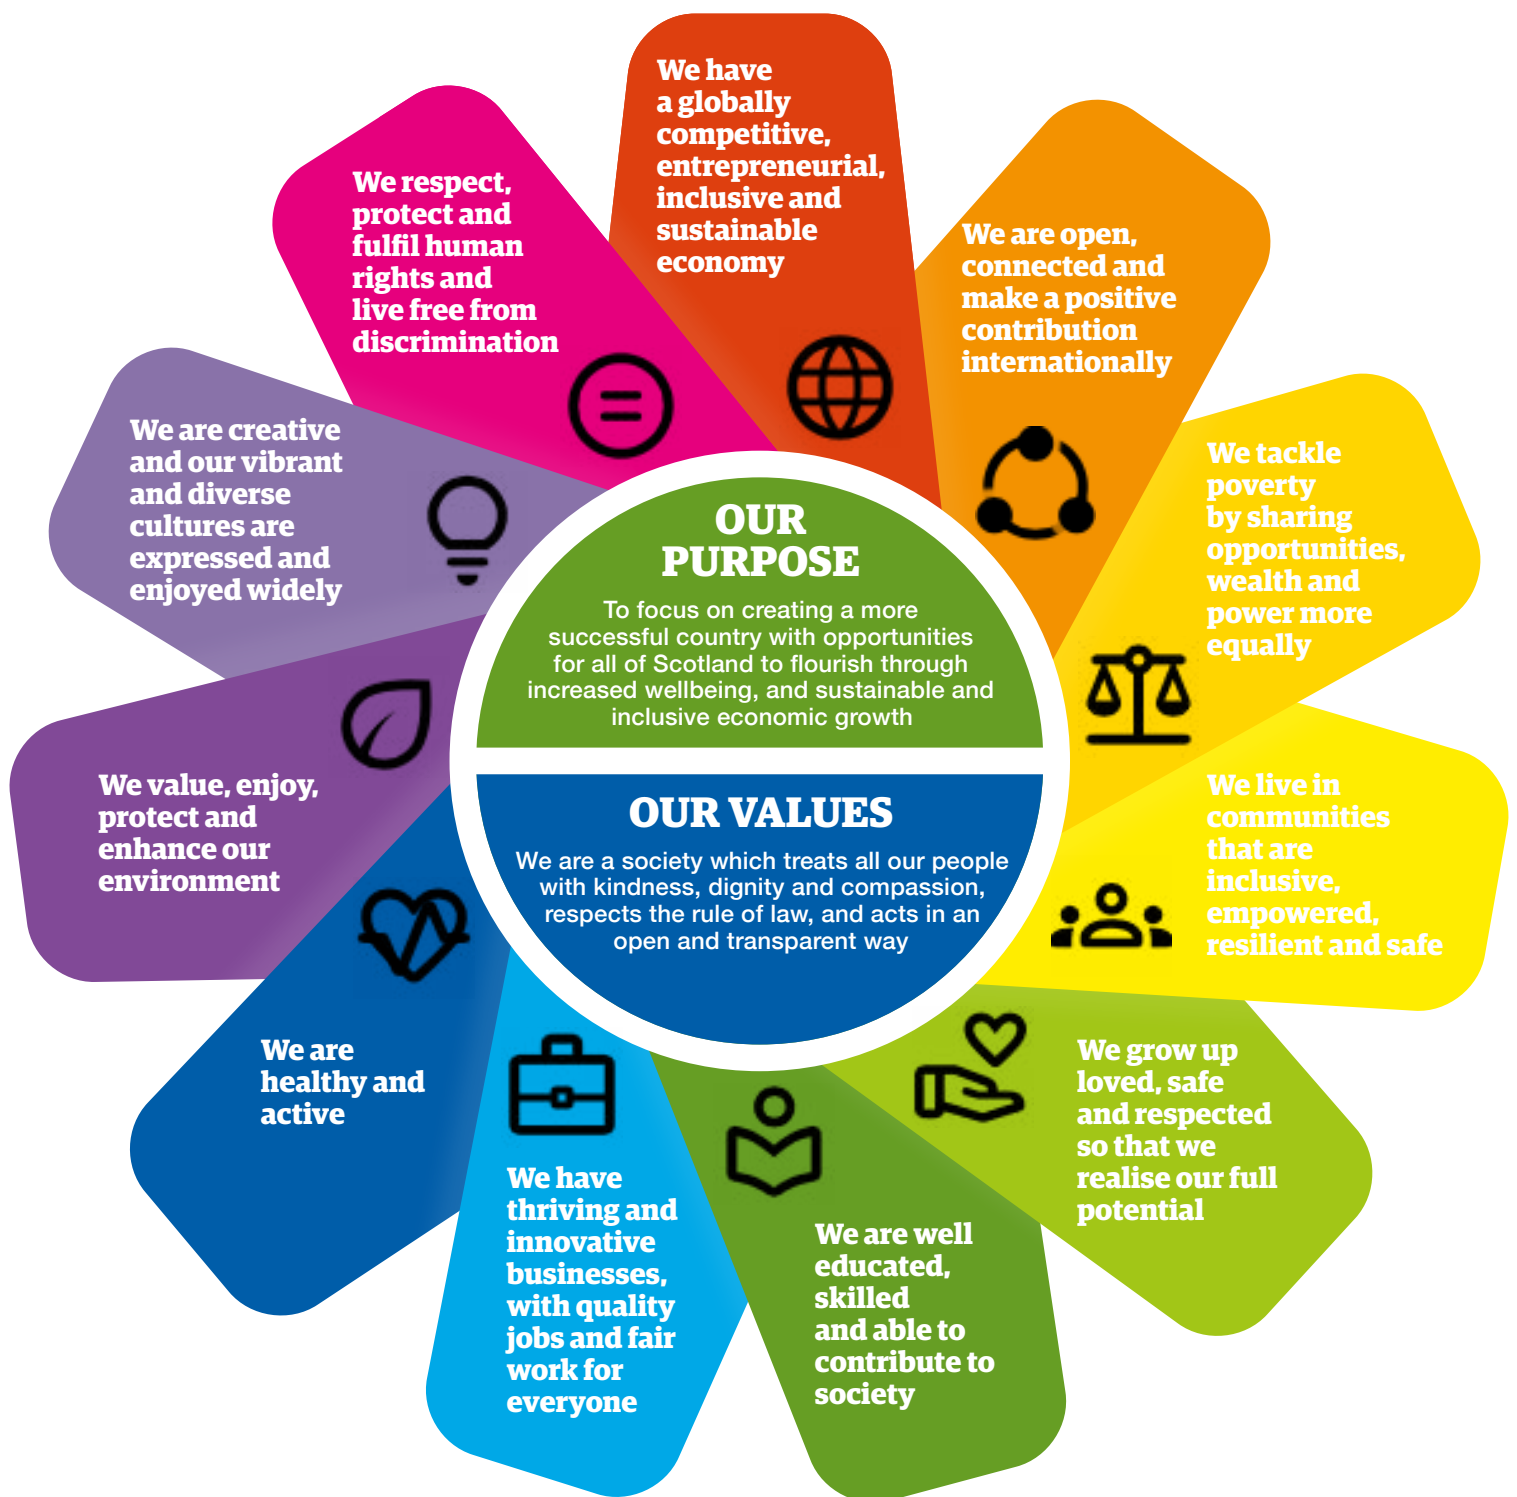 We have
a globally
competitive,
entrepreneurial,
inclusive and
sustainable
economy
We are open,
connected and
make a positive
contribution
internationally
We tackle
poverty
by sharing
opportunities,
wealth and
power more
equally
We live in
communities
that are
inclusive,
empowered,
resilient and safe
We grow up
loved, safe
and respected
so that we
realise our full
potential
We are well
educated,
skilled
and able to
contribute to
society
We have
thriving and
innovative
businesses,
with quality
jobs and fair
work for
everyone
We are
healthy and
active
We value, enjoy,
protect and
enhance our
environment
We are creative
and our vibrant
and diverse
cultures are
expressed and
enjoyed widely
We respect,
protect and
fulfil human
rights and
live free from
discrimination
OUR
PURPOSE
To focus on creating a more
successful country with opportunities
for all of Scotland to flourish through
increased wellbeing, and sustainable and
inclusive economic growth
OUR VALUES
We are a society which treats all our people
with kindness, dignity and compassion,
respects the rule of law, and acts in an
open and transparent way